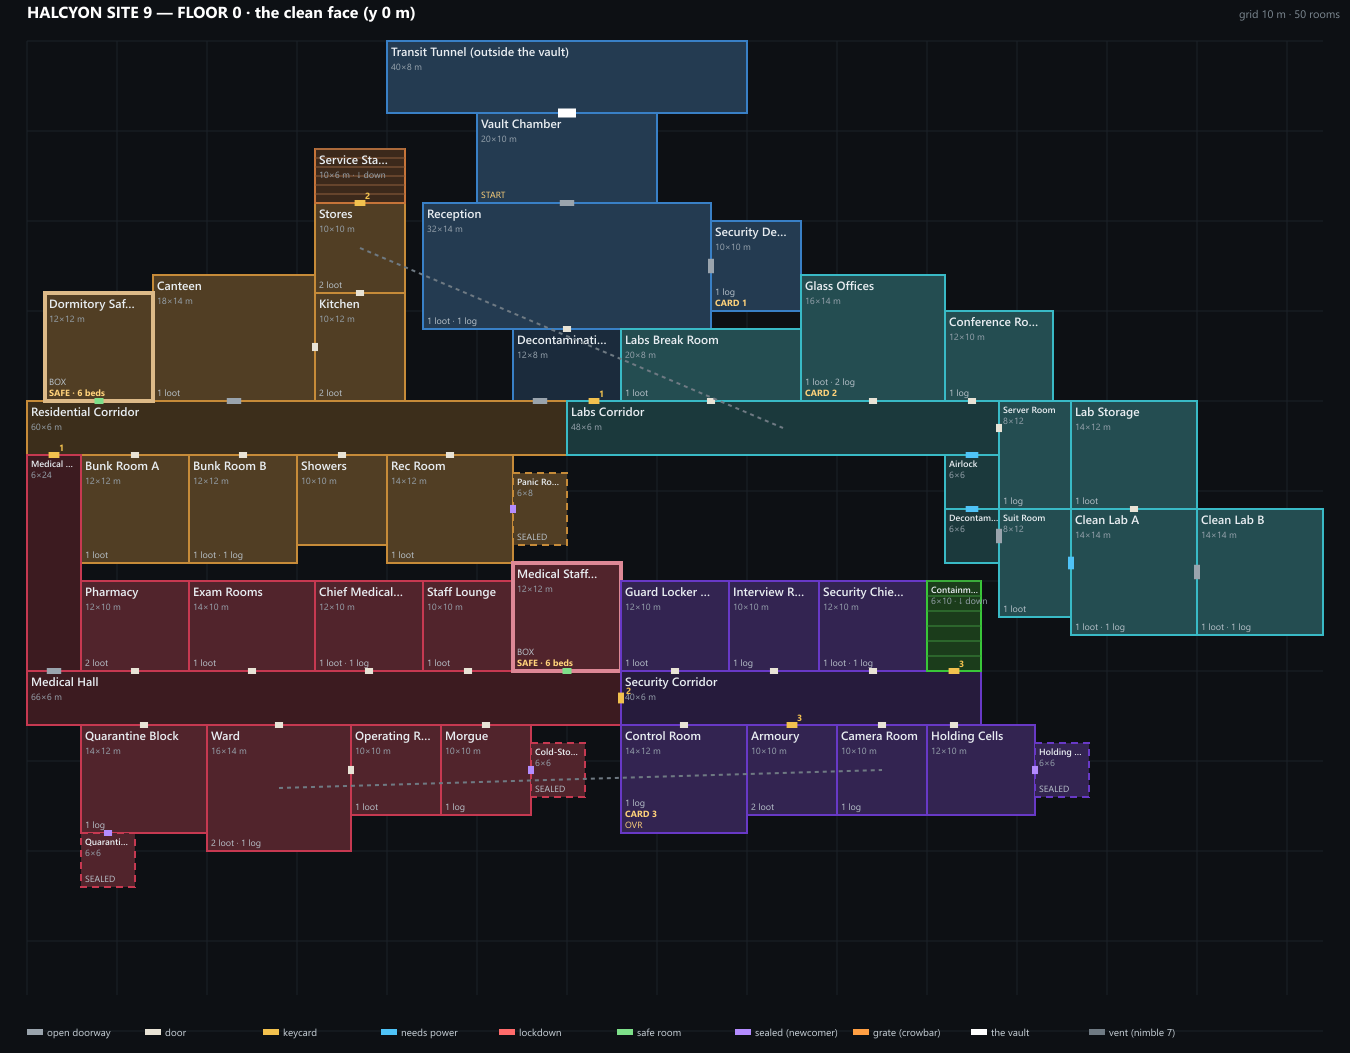 HALCYON SITE 9 — FLOOR 0 · the clean face (y 0 m)
grid 10 m · 50 rooms
Transit Tunnel (outside the vault)
40×8 m
Vault Chamber
20×10 m
START
Service Sta...
10×6 m · ↓ down
2
Stores
10×10 m
2 loot
Reception
32×14 m
1 loot · 1 log
Security De...
10×10 m
1 log
CARD 1
Canteen
18×14 m
1 loot
Dormitory Saf...
12×12 m
BOX
SAFE · 6 beds
Kitchen
10×12 m
2 loot
Decontaminati...
12×8 m
1
Labs Break Room
20×8 m
1 loot
Glass Offices
16×14 m
1 loot · 2 log
CARD 2
Conference Ro...
12×10 m
1 log
Residential Corridor
60×6 m
1
Labs Corridor
48×6 m
Server Room
8×12
1 log
Lab Storage
14×12 m
1 loot
Medical ...
6×24
Bunk Room A
12×12 m
1 loot
Bunk Room B
12×12 m
1 loot · 1 log
Showers
10×10 m
Rec Room
14×12 m
1 loot
Panic Ro...
6×8
SEALED
Airlock
6×6
Decontam...
6×6
Suit Room
8×12
1 loot
Clean Lab A
14×14 m
1 loot · 1 log
Clean Lab B
14×14 m
1 loot · 1 log
Pharmacy
12×10 m
2 loot
Exam Rooms
14×10 m
1 loot
Chief Medical...
12×10 m
1 loot · 1 log
Staff Lounge
10×10 m
1 loot
Medical Staff...
12×12 m
BOX
SAFE · 6 beds
Guard Locker ...
12×10 m
1 loot
Interview R...
10×10 m
1 log
Security Chie...
12×10 m
1 loot · 1 log
Containm...
6×10 · ↓ down
3
Medical Hall
66×6 m
2
Security Corridor
40×6 m
3
Quarantine Block
14×12 m
1 log
Ward
16×14 m
2 loot · 1 log
Operating R...
10×10 m
1 loot
Morgue
10×10 m
1 log
Cold-Sto...
6×6
SEALED
Control Room
14×12 m
1 log
CARD 3
OVR
Armoury
10×10 m
2 loot
Camera Room
10×10 m
1 log
Holding Cells
12×10 m
Holding ...
6×6
SEALED
Quaranti...
6×6
SEALED
open doorway
door
keycard
needs power
lockdown
safe room
sealed (newcomer)
grate (crowbar)
the vault
vent (nimble 7)